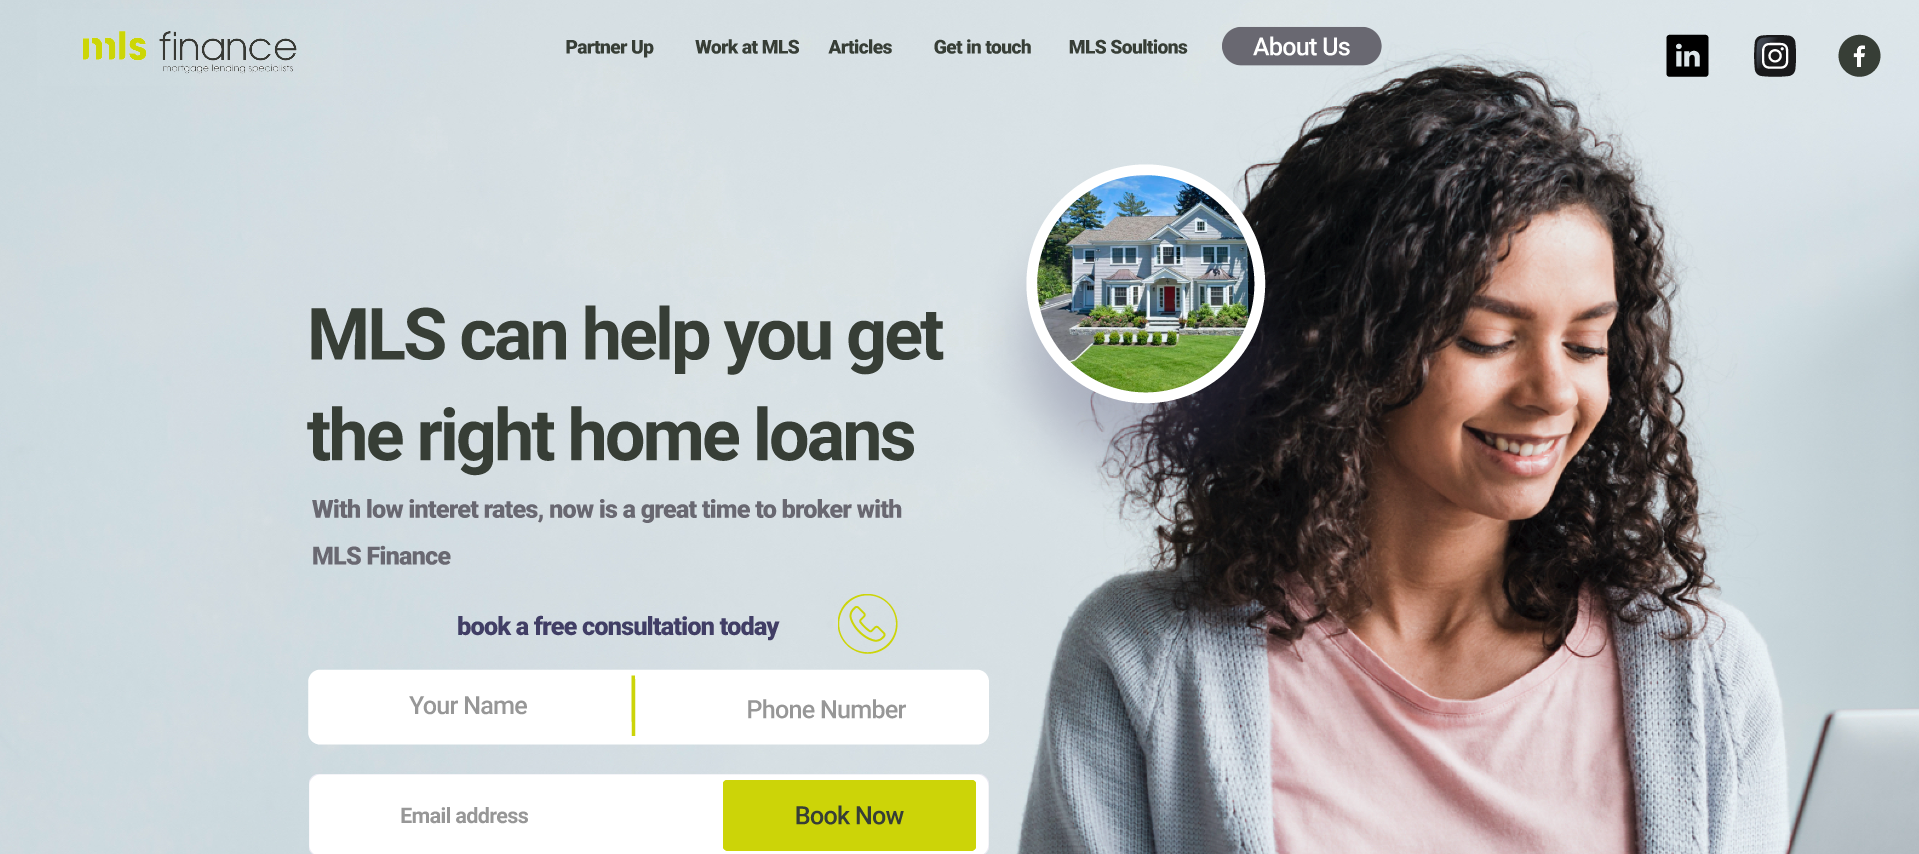 mls finance
mortgage lending specialists
Partner Up Work at MLS Articles Get in touch MLS Soultions About Us
in
f
MLS can help you get
the right home loans
With low interet rates, now is a great time to broker with
MLS Finance
book a free consultation today
Your Name Phone Number
Email address Book Now